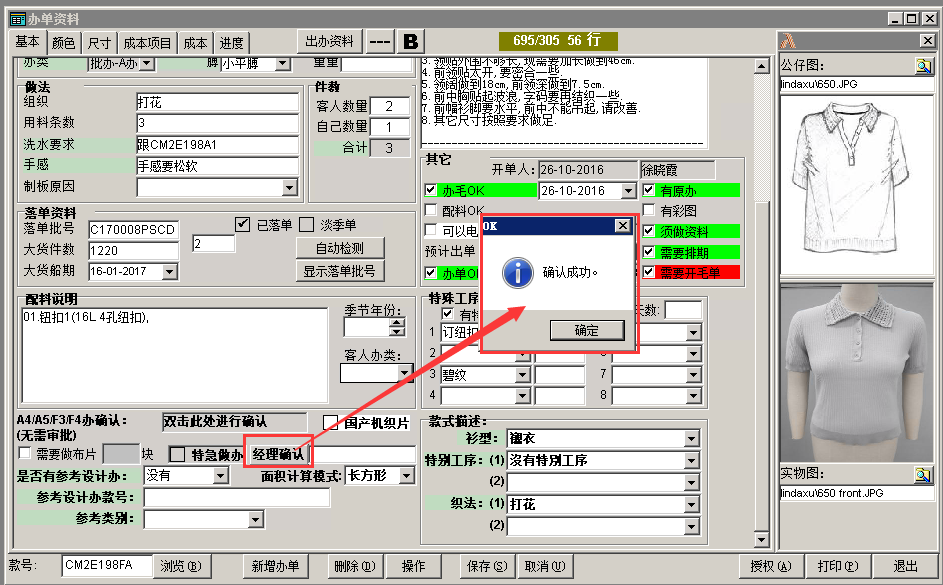 办单资料
基本 颜色 尺寸 成本项目 成本 进度 出办资料 --- B 695/305 56 行
办类 批办-A办 小平膊
件数
做法
组织 打花
用料条数 3
洗水要求 跟CM2E198A1
手感 手感要松软
制板原因
客人数量 2
自己数量 1
合计 3
3. 领贴外围不够长,现需要加长做到46cm.
4. 前领贴太开,要密合一些.
5. 领阔做到18cm,前领深做到7.5cm.
6. 前中胸贴起波浪,字码要再结织一些.
7. 前幅衫脚要水平,前中不能吊起,请改善.
8. 其它尺寸按照要求做足.
其它
开单人: 26-10-2016 徐晓霞
办毛OK 26-10-2016 有原办
配料OK 有彩图
可以电 须做资料
预计出单 需要排期
办单OK 需要开毛单
落单资料
落单批号 C170008PSCD
大货件数 1220
大货船期 16-01-2017
2
已落单 淡季单
自动检测
显示落单批号
OK
确认成功。
确定
配料说明
01.钮扣1(16L 4孔纽扣),
季节年份:
客人办类:
特殊工序
天数:
1 订纽扣
2
3 碧纹 7
4 8
A4/A5/F3/F4办确认:
(无需审批)
双击此处进行确认
国产机织片
需要做布片 块 特急做办 经理确认
是否有参考设计办: 没有 面积计算模式: 长方形
参考设计办款号:
参考类别:
款式描述:
衫型: 禷衣
特别工序: (1) 沒有特別工序
(2)
织法: (1) 打花
(2)
公仔图:
lindaxu\650.JPG
实物图:
lindaxu\650 front.JPG
款号: CM2E198FA 浏览(B) 新增办单 删除(D) 操作 保存(S) 取消(U) 授权(A) 打印(P) 退出